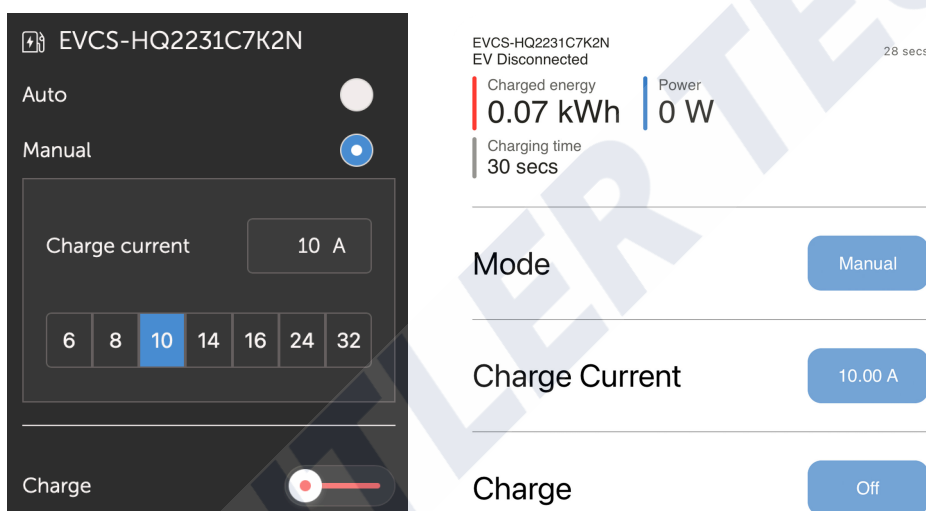 EVCS-HQ2231C7K2N
Auto
Manual
Charge current
10 A
6 8 10 14 16 24 32
Charge
EVCS-HQ2231C7K2N
EV Disconnected
28 secs
Charged energy
0.07 kWh
Power
0 W
Charging time
30 secs
Mode
Manual
Charge Current
10.00 A
Charge
Off